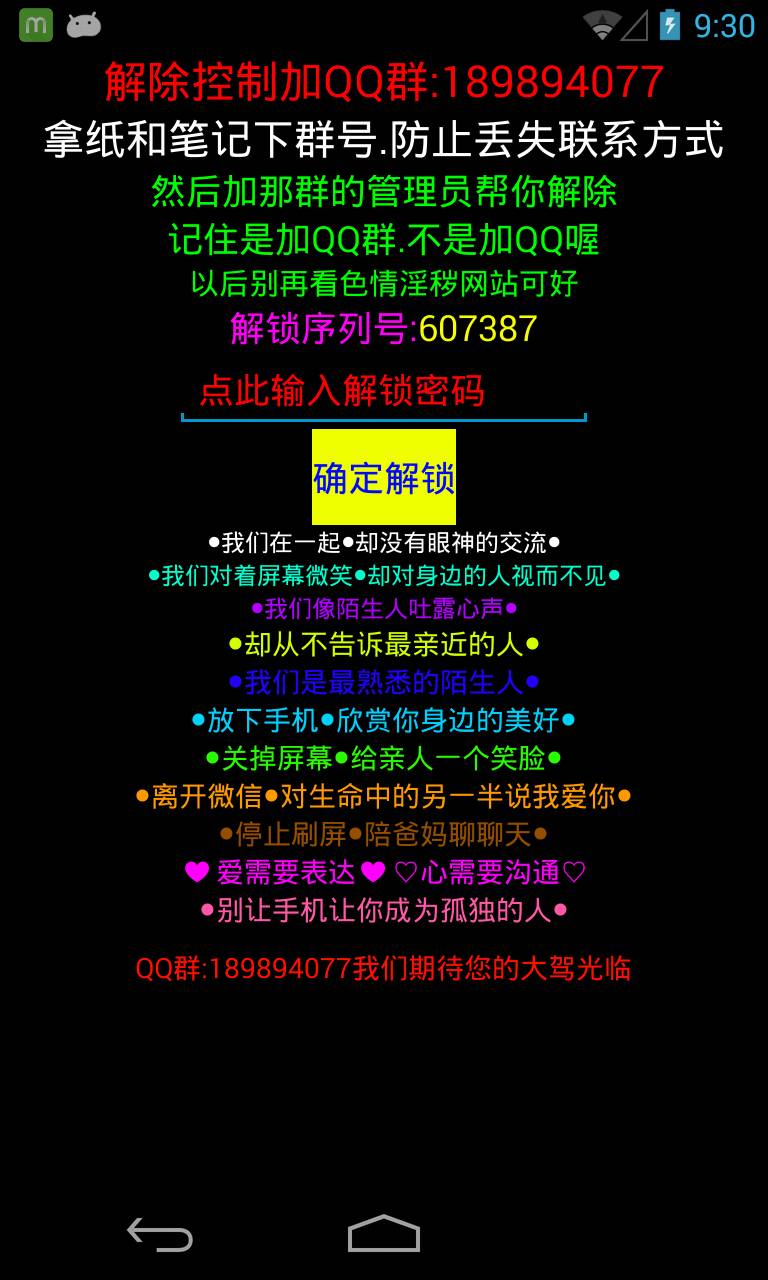 9:30
解除控制加QQ群:189894077
拿纸和笔记下群号.防止丢失联系方式
然后加那群的管理员帮你解除
记住是加QQ群.不是加QQ喔
以后别再看色情淫秽网站可好
解锁序列号:607387
点此输入解锁密码
确定解锁
●我们在一起●却没有眼神的交流●
●我们对着屏幕微笑●却对身边的人视而不见●
●我们像陌生人吐露心声●
●却从不告诉最亲近的人●
●我们是最熟悉的陌生人●
●放下手机●欣赏你身边的美好●
●关掉屏幕●给亲人一个笑脸●
●离开微信●对生命中的另一半说我爱你●
●停止刷屏●陪爸妈聊聊天●
♥爱需要表达♥♡心需要沟通♡
●别让手机让你成为孤独的人●
QQ群:189894077我们期待您的大驾光临